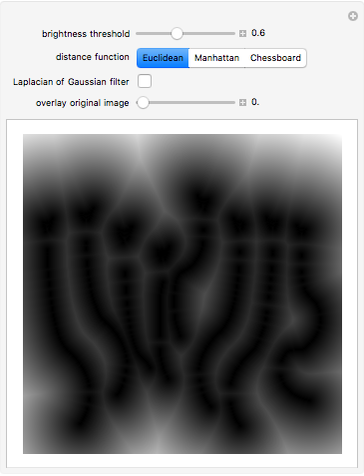 brightness threshold 0.6
distance function Euclidean Manhattan Chessboard
Laplacian of Gaussian filter
overlay original image 0.